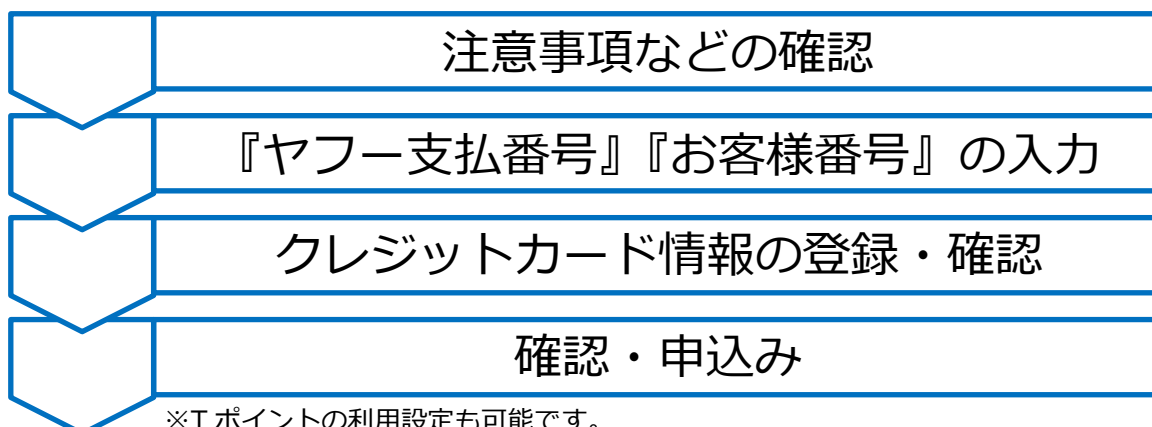 注意事項などの確認
『ヤフー支払番号』『お客様番号』の入力
クレジットカード情報の登録・確認
確認・申込み
※Tポイントの利用設定も可能です。